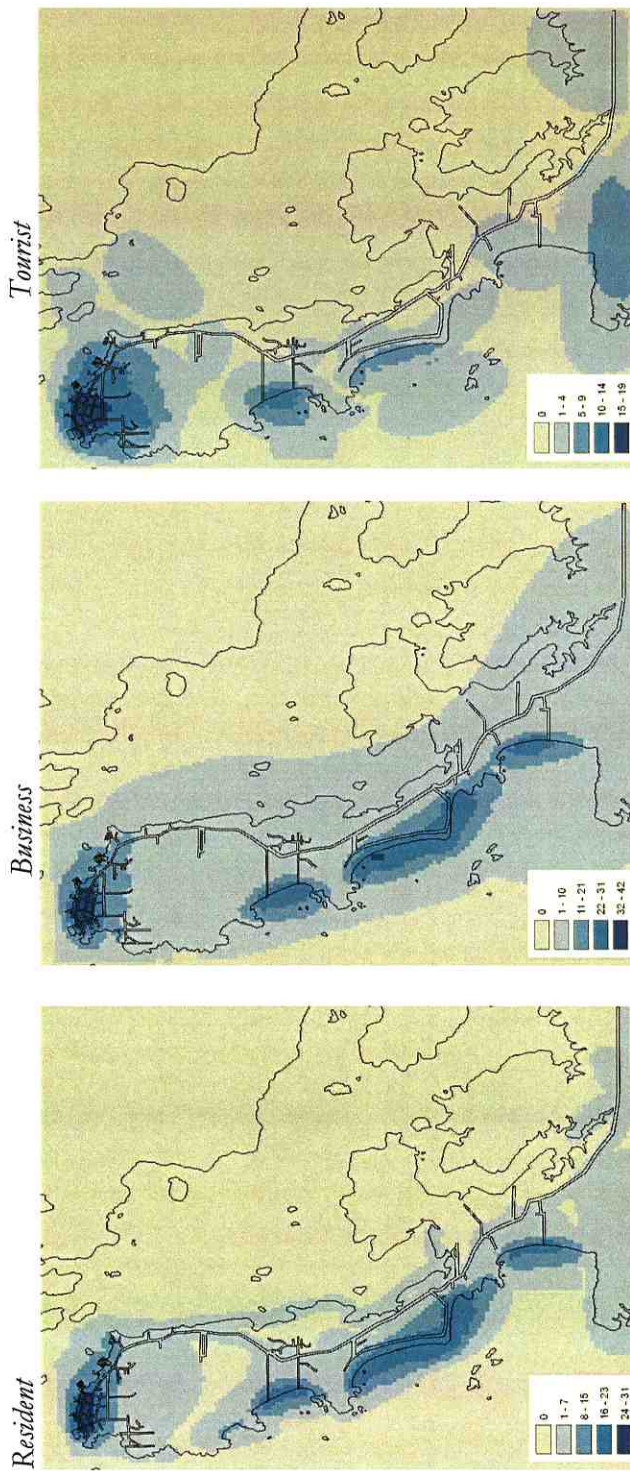 Resident
0
1 - 7
8 - 15
16 - 23
24 - 31
Business
0
1 - 10
11 - 21
22 - 31
32 - 42
Tourist
0
1 - 4
5 - 9
10 - 14
15 - 19